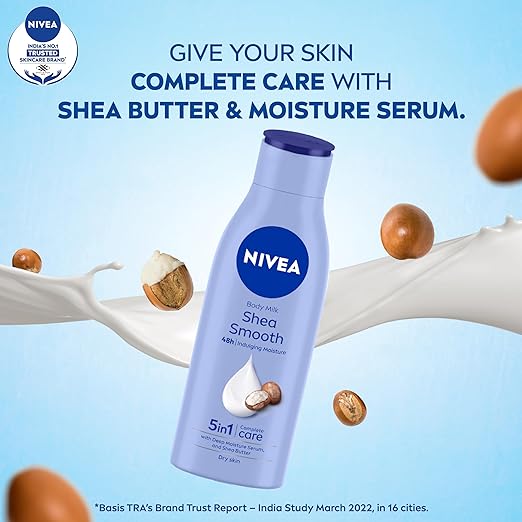 NIVEA
INDIA'S NO.1
TRUSTED
SKINCARE BRAND*
GIVE YOUR SKIN
COMPLETE CARE WITH
SHEA BUTTER & MOISTURE SERUM.
NIVEA
Body Milk
Shea
Smooth
48h | Indulging Moisture
5in1 | Complete care
with Deep Moisture Serum,
and Shea Butter
Dry skin
*Basis TRA's Brand Trust Report – India Study March 2022, in 16 cities.